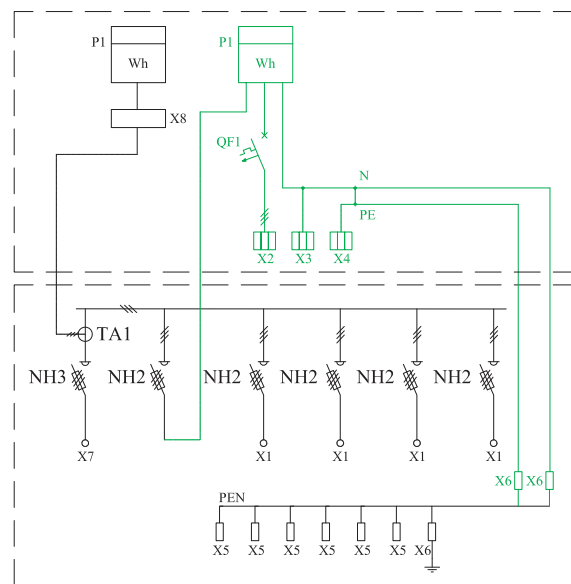 P1 P1
Wh Wh
X8
QF1
N
PE
X2 X3 X4
TA1
NH3 NH2 NH2 NH2 NH2 NH2
X7 X1 X1 X1 X1
X6 X6
PEN
X5 X5 X5 X5 X5 X5 X6